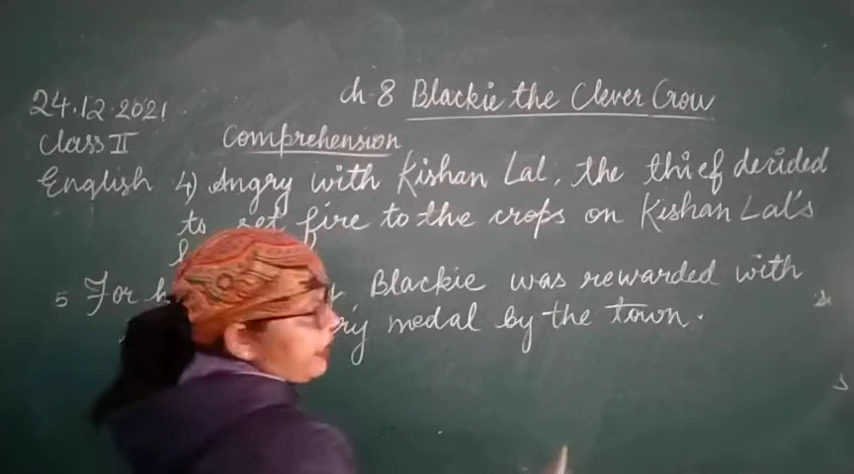 24.12.2021
ch-8 Blackie the Clever Crow
Class II
Comprehension
English
4) Angry with Kishan Lal, the thief decided
to set fire to the crops on Kishan Lal's
5 For Blackie was rewarded with
medal by the town.